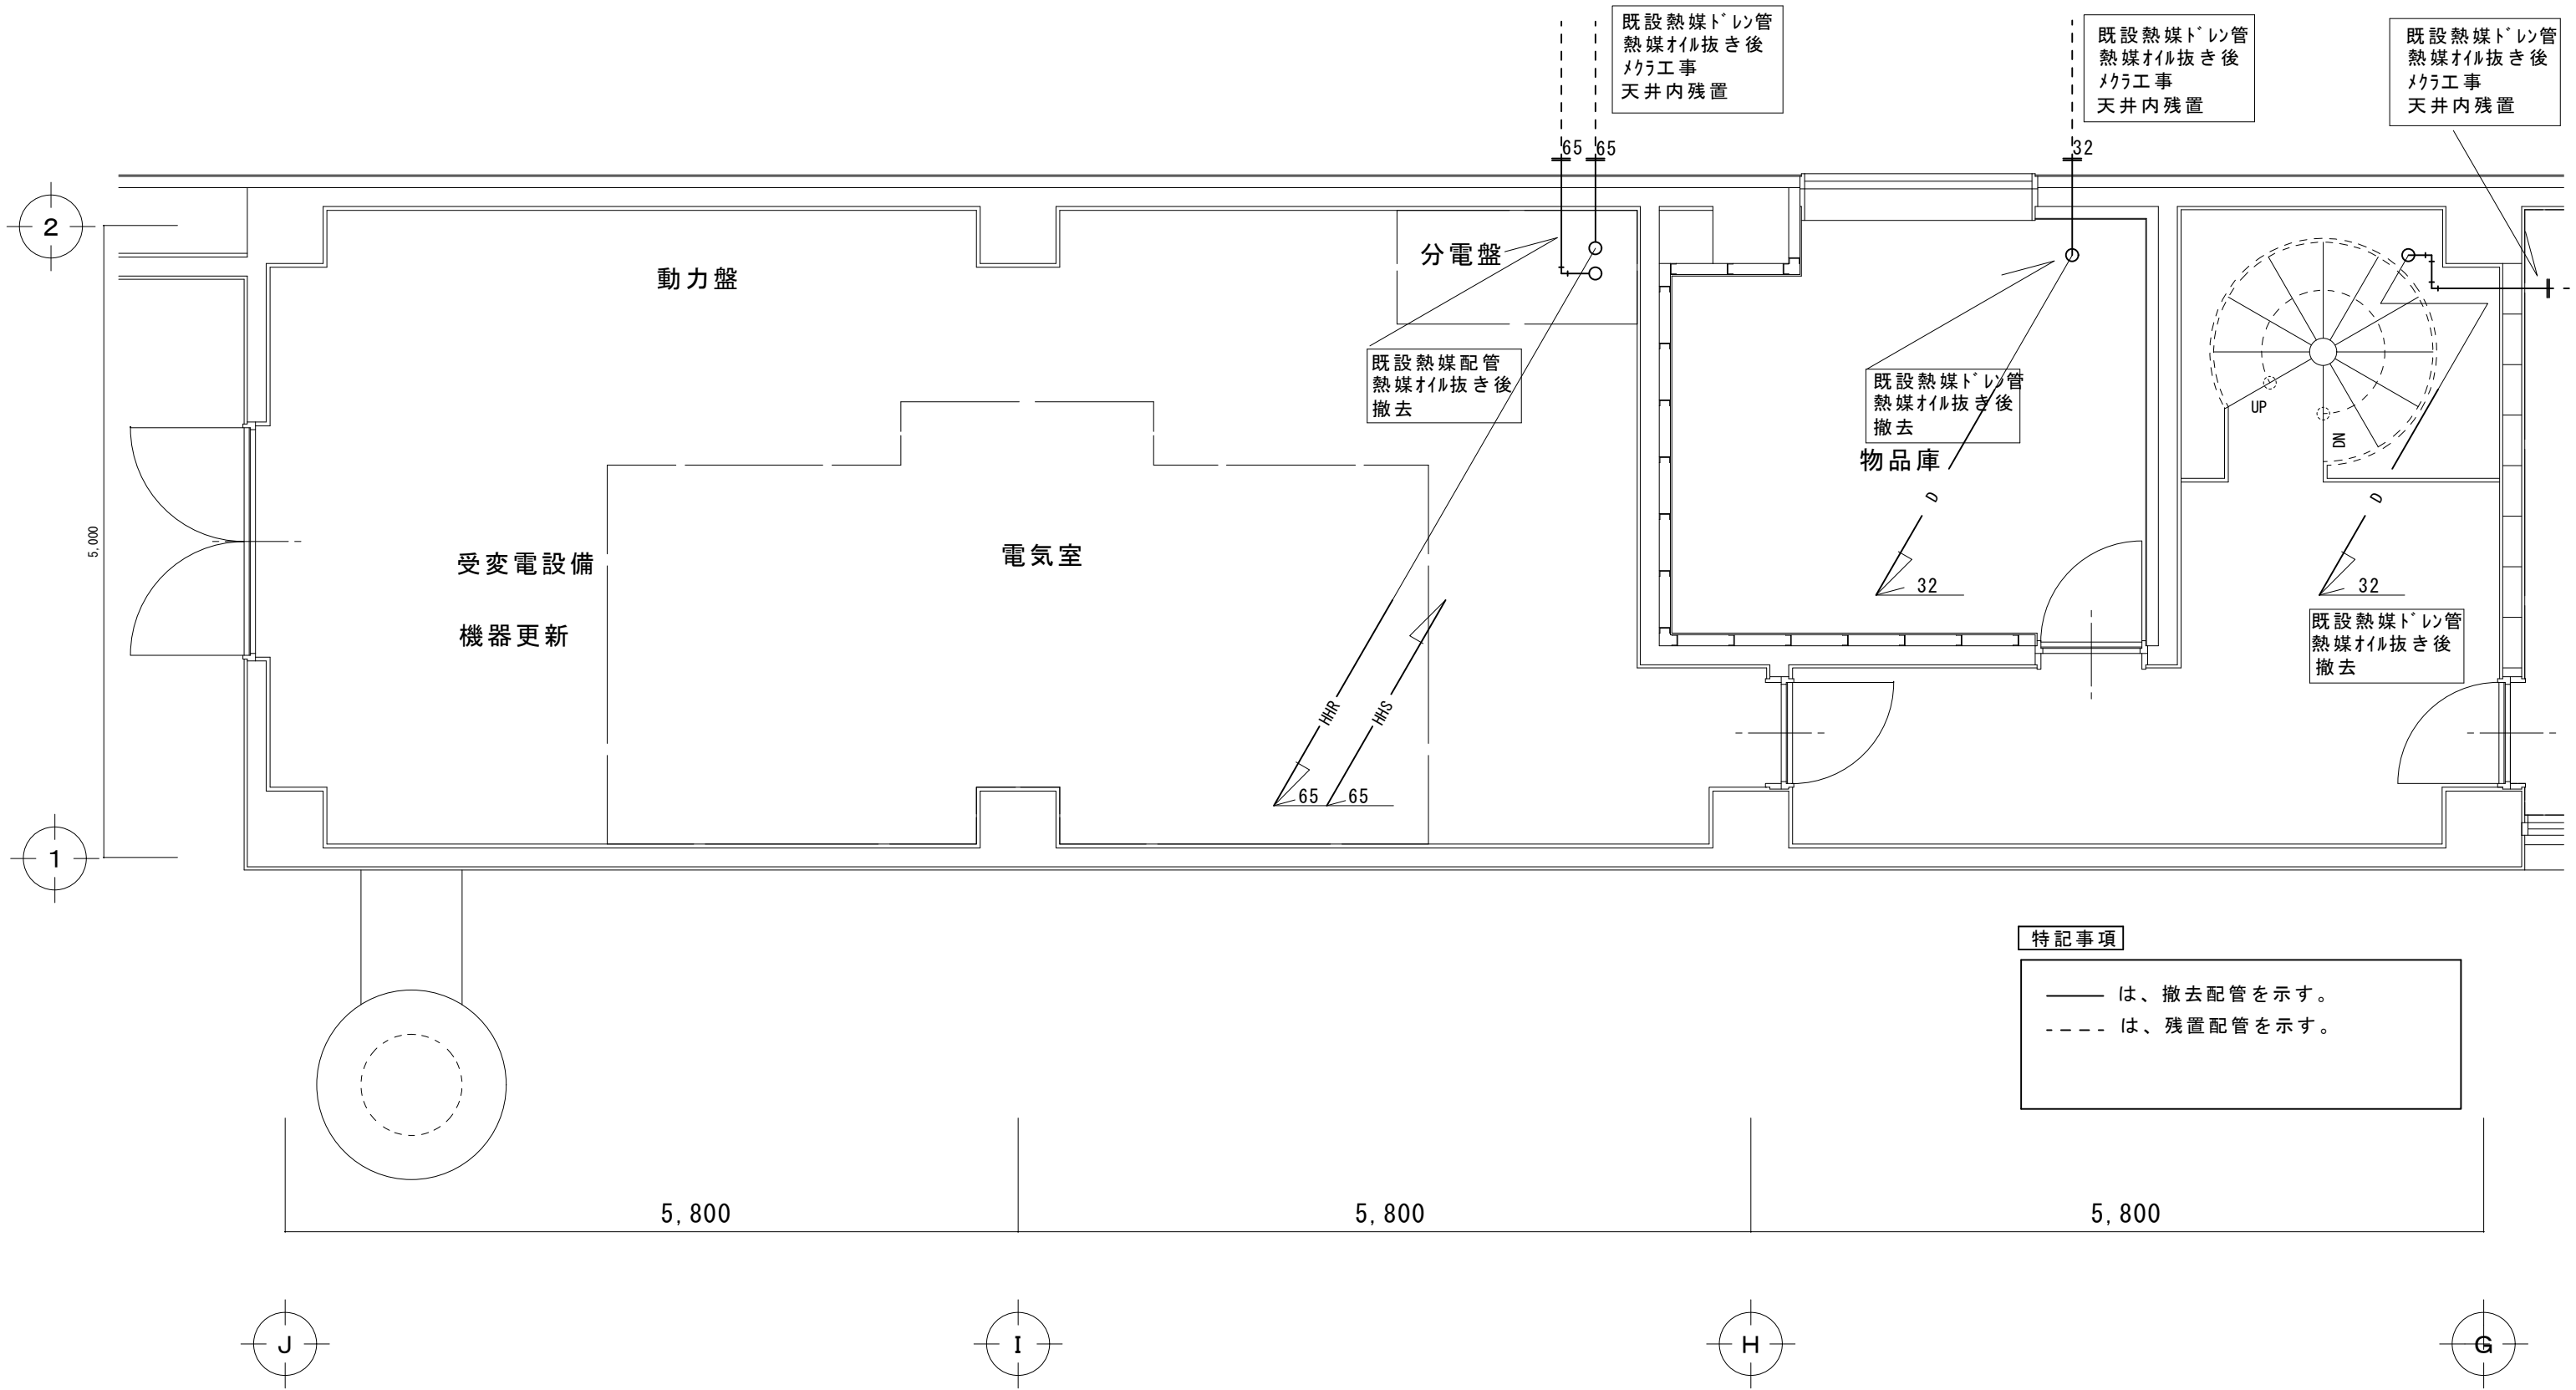 既設熱媒ﾄﾞﾚﾝ管
熱媒ｵｲﾙ抜き後
ﾒｸﾗ工事
天井内残置
既設熱媒ﾄﾞﾚﾝ管
熱媒ｵｲﾙ抜き後
ﾒｸﾗ工事
天井内残置
既設熱媒ﾄﾞﾚﾝ管
熱媒ｵｲﾙ抜き後
ﾒｸﾗ工事
天井内残置
65
65
32
2
動力盤
分電盤
既設熱媒配管
熱媒ｵｲﾙ抜き後
撤去
既設熱媒ﾄﾞﾚﾝ管
熱媒ｵｲﾙ抜き後
撤去
物品庫
UP
DN
D
D
5,000
受変電設備
機器更新
電気室
32
32
既設熱媒ﾄﾞﾚﾝ管
熱媒ｵｲﾙ抜き後
撤去
HHR
HHS
65
65
1
特記事項
は、撤去配管を示す。
は、残置配管を示す。
5,800
5,800
5,800
J
I
H
G